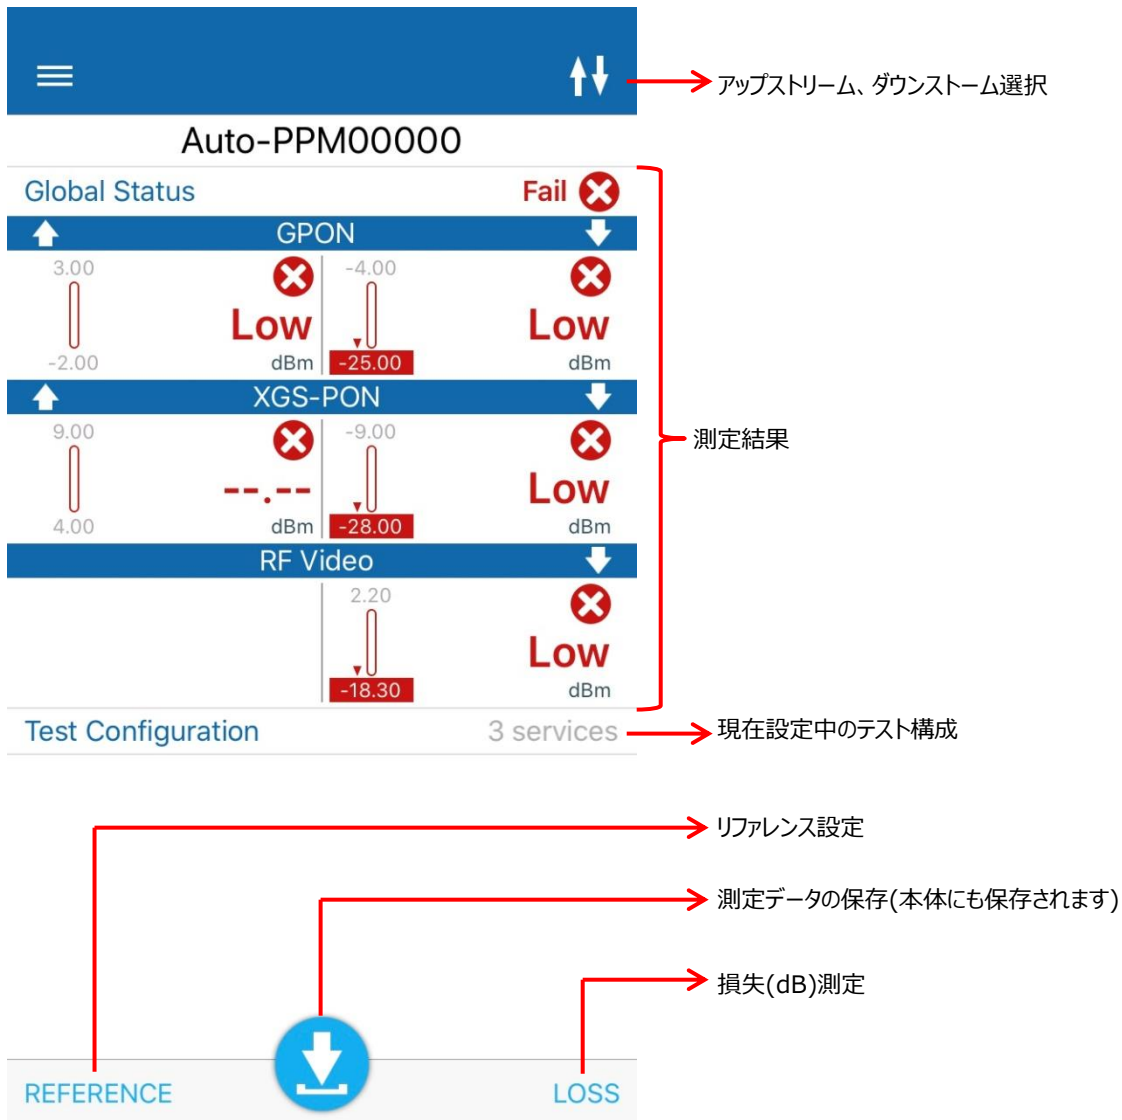 アップストリーム、ダウンストーム選択
Auto-PPM00000
Global Status Fail
GPON
3.00 -4.00
Low Low
-2.00 dBm -25.00 dBm
XGS-PON
9.00 -9.00
測定結果
--.-- Low
4.00 dBm -28.00 dBm
RF Video
2.20
Low
-18.30 dBm
Test Configuration 3 services 現在設定中のテスト構成
リファレンス設定
測定データの保存(本体にも保存されます)
損失(dB)測定
REFERENCE LOSS